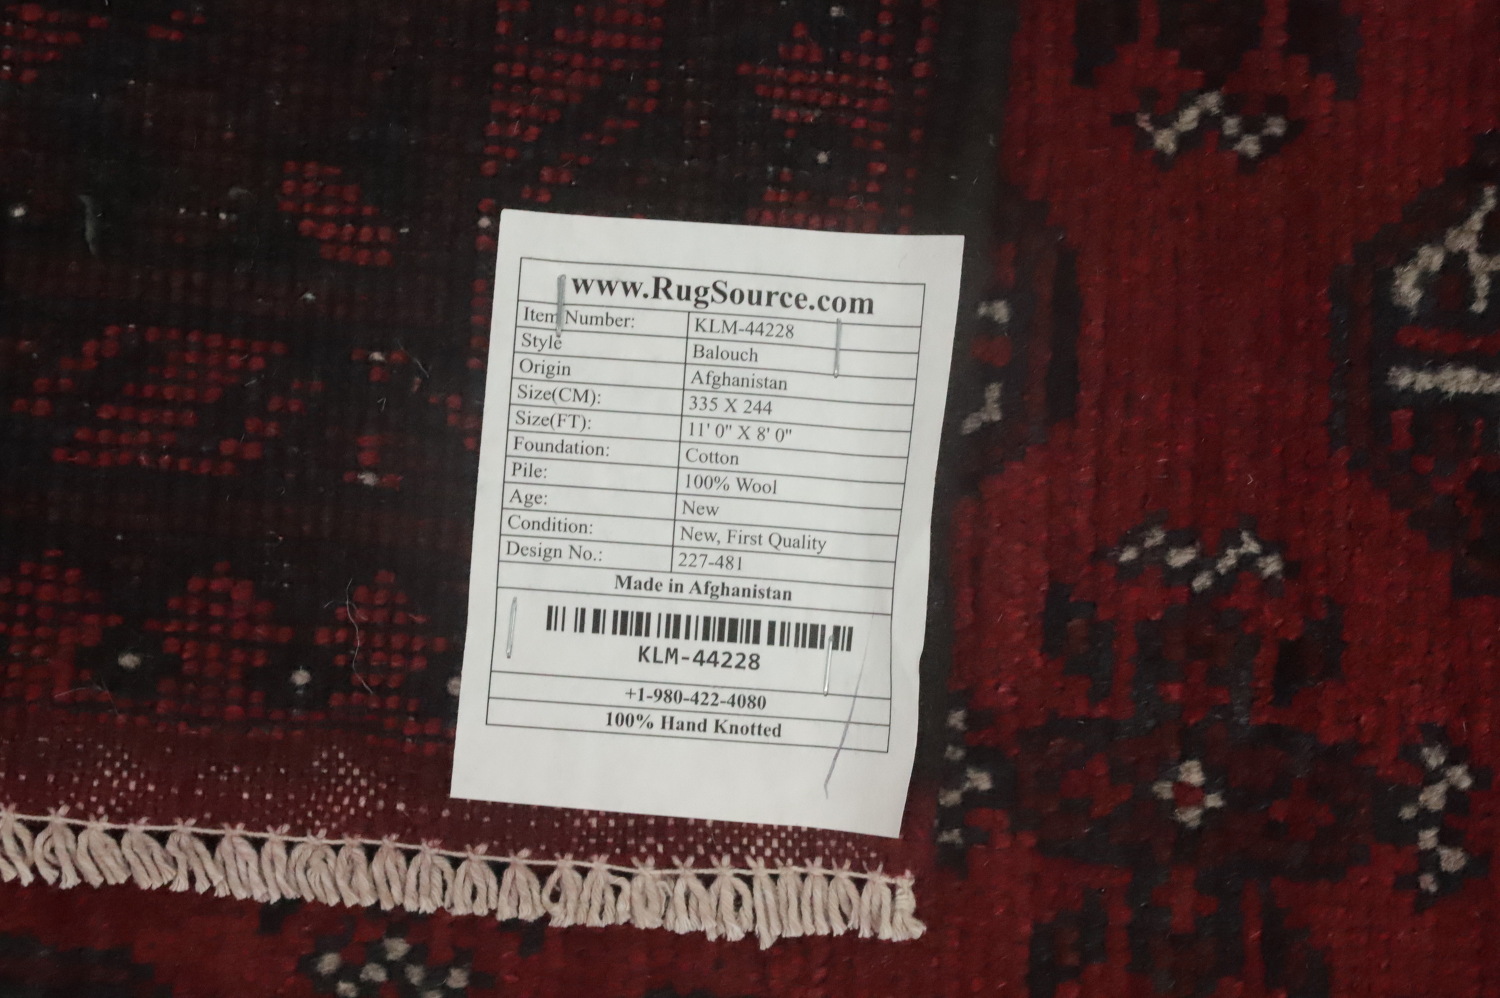 www.RugSource.com
Item Number: KLM-44228
Style Balouch
Origin Afghanistan
Size(CM): 335 X 244
Size(FT): 11' 0" X 8' 0"
Foundation: Cotton
Pile: 100% Wool
Age: New
Condition: New, First Quality
Design No.: 227-481
Made in Afghanistan
KLM-44228
+1-980-422-4080
100% Hand Knotted